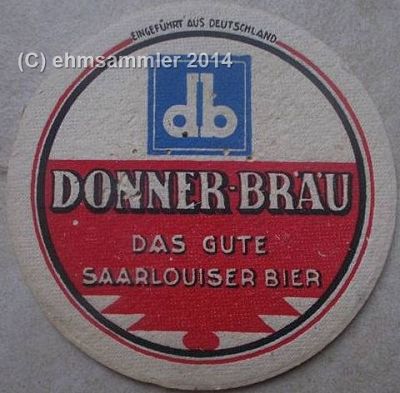 EINGEFÜHRT AUS DEUTSCHLAND
(C) ehmsammler 2014
db
DONNER-BRÄU
DAS GUTE
SAARLOUISER BIER